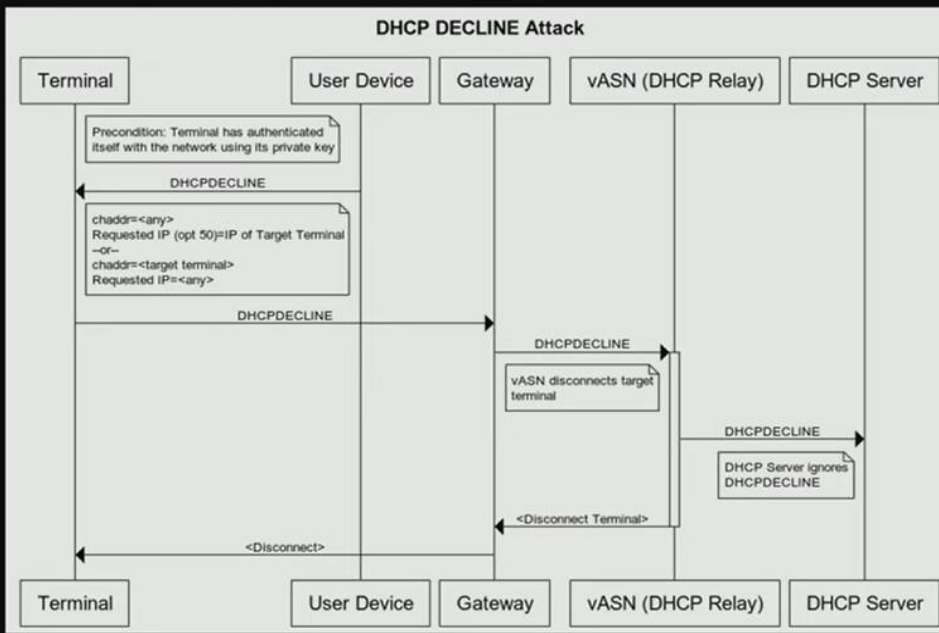 DHCP DECLINE Attack
Terminal
User Device
Gateway
vASN (DHCP Relay)
DHCP Server
Precondition: Terminal has authenticated
itself with the network using its private key
DHCPDECLINE
chaddr=<any>
Requested IP (opt 50)=IP of Target Terminal
--or--
chaddr=<target terminal>
Requested IP=<any>
DHCPDECLINE
DHCPDECLINE
vASN disconnects target
terminal
DHCPDECLINE
DHCP Server ignores
DHCPDECLINE
<Disconnect Terminal>
<Disconnect>
Terminal
User Device
Gateway
vASN (DHCP Relay)
DHCP Server